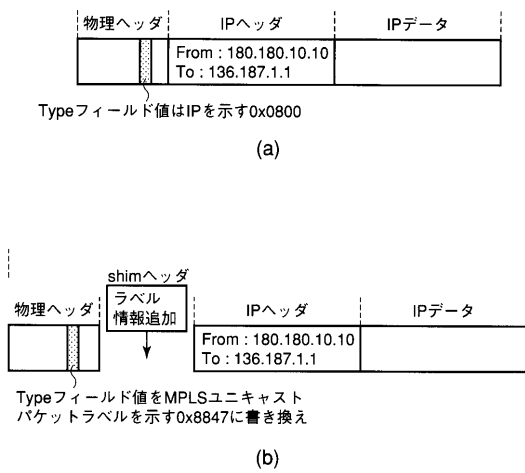 物理ヘッダ IPヘッダ IPデータ
From : 180.180.10.10
To : 136.187.1.1
Typeフィールド値はIPを示す0x0800
(a)
shimヘッダ
物理ヘッダ ラベル IPヘッダ IPデータ
情報追加
From : 180.180.10.10
To : 136.187.1.1
Typeフィールド値をMPLSユニキャスト
パケットラベルを示す0x8847に書き換え
(b)